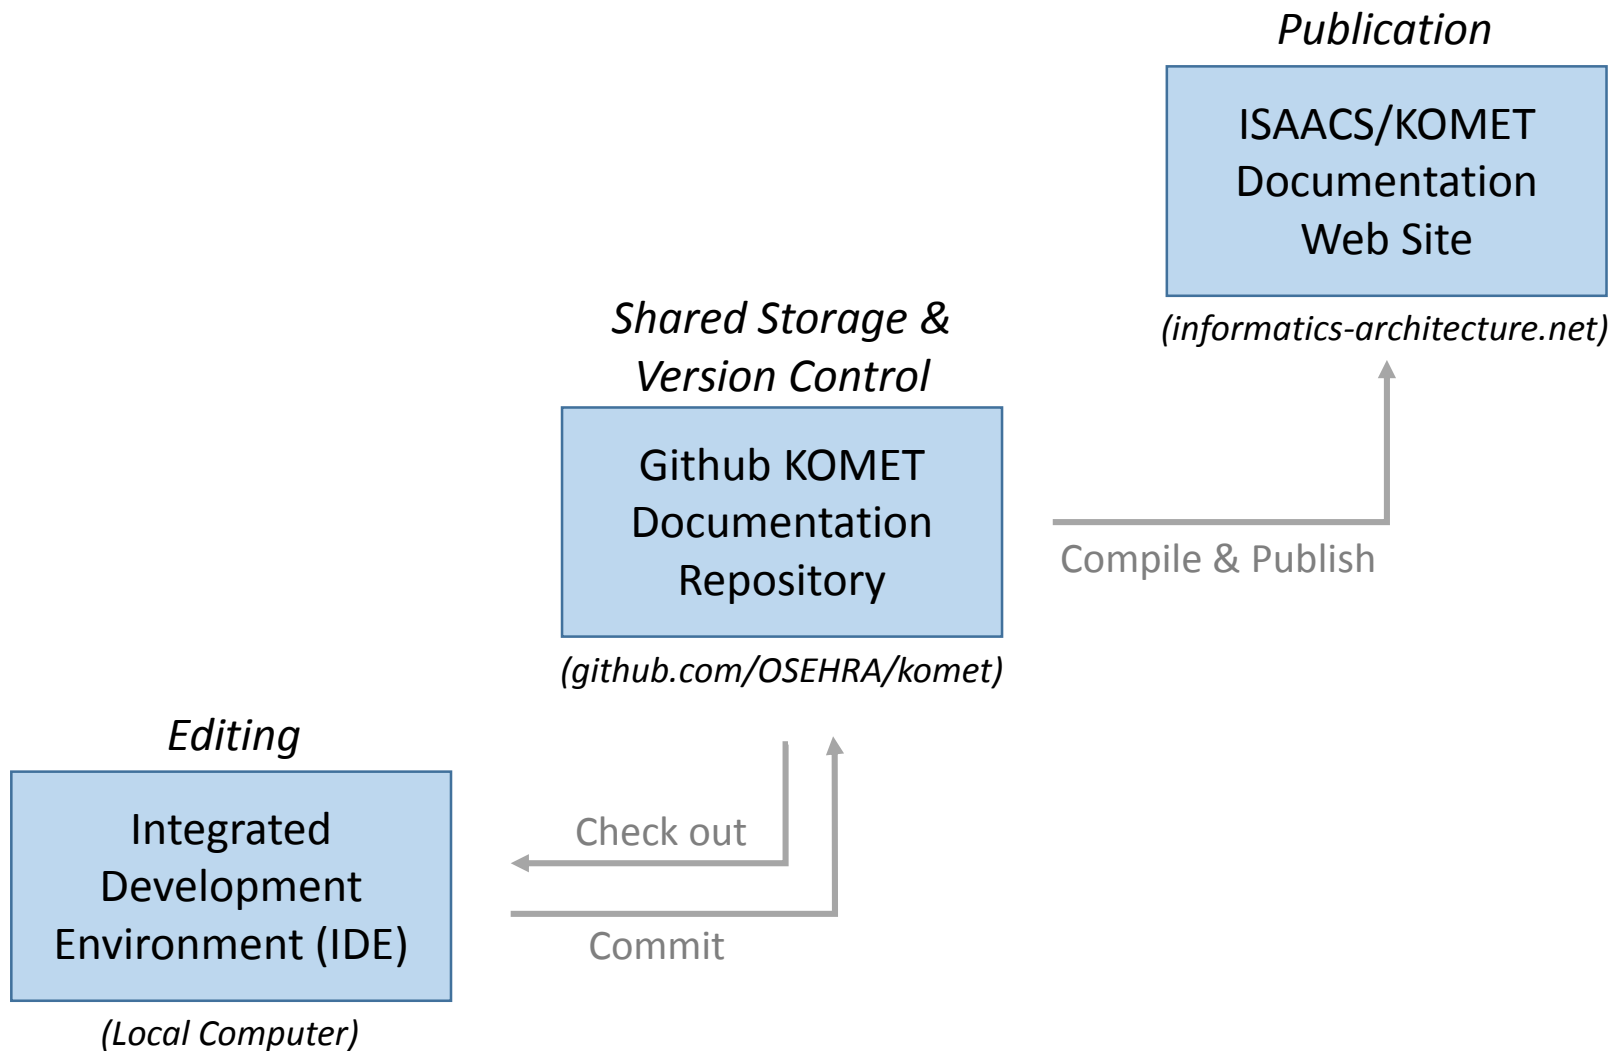 Publication
ISAACS/KOMET
Documentation
Web Site
(informatics-architecture.net)
Shared Storage &
Version Control
Github KOMET
Documentation
Repository
(github.com/OSEHRA/komet)
Compile & Publish
Editing
Integrated
Development
Environment (IDE)
(Local Computer)
Check out
Commit